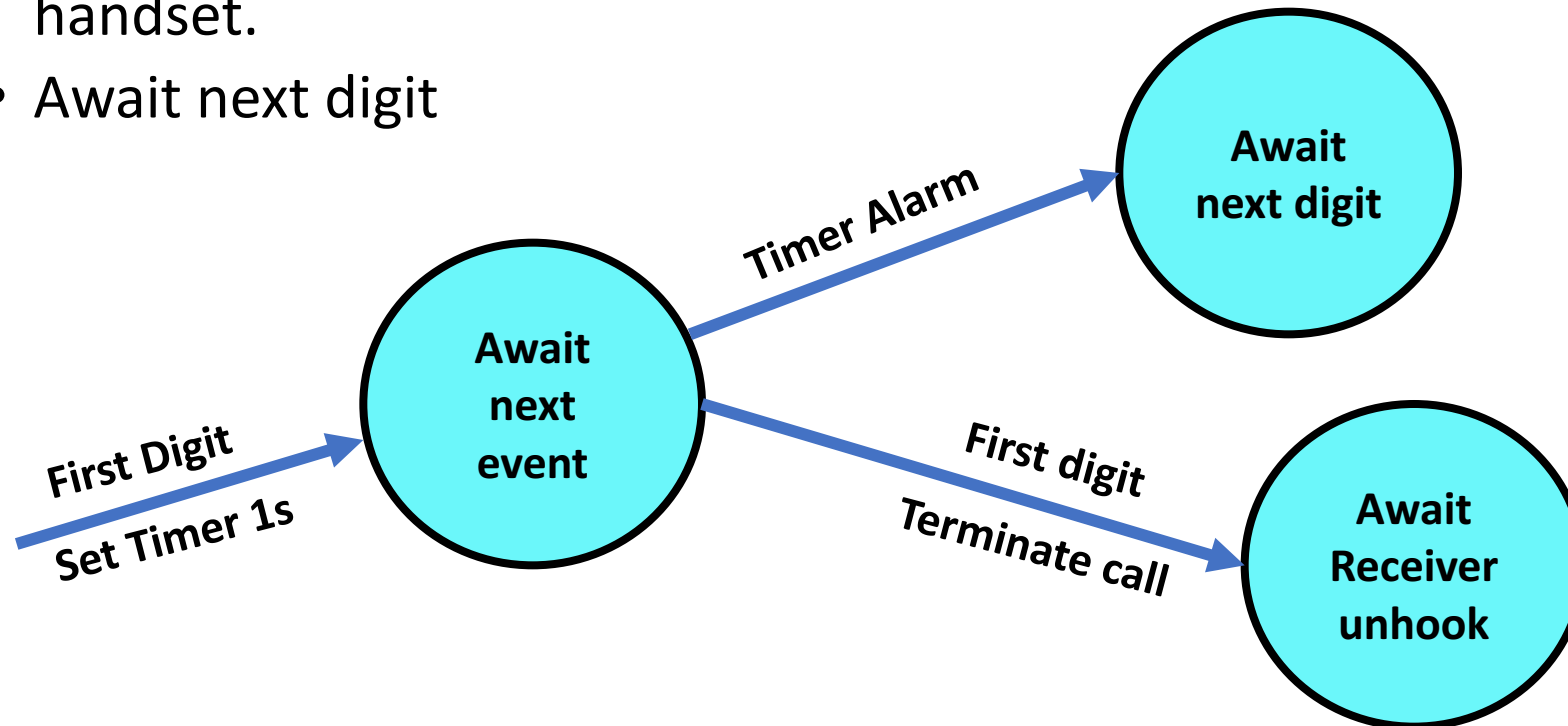 handset.
• Await next digit
Await
next digit
Timer Alarm
Await
next
event
First Digit
Set Timer 1s
First digit
Terminate call
Await
Receiver
unhook